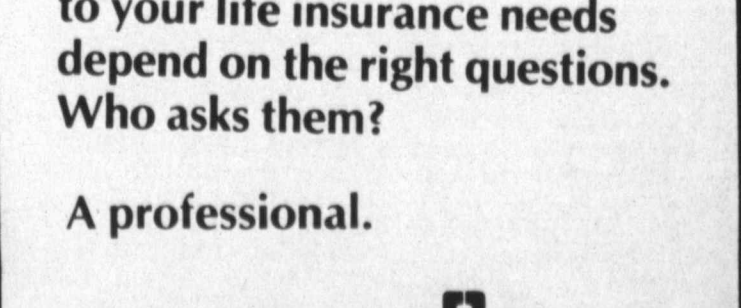 to your life insurance needs
depend on the right questions.
Who asks them?
A professional.